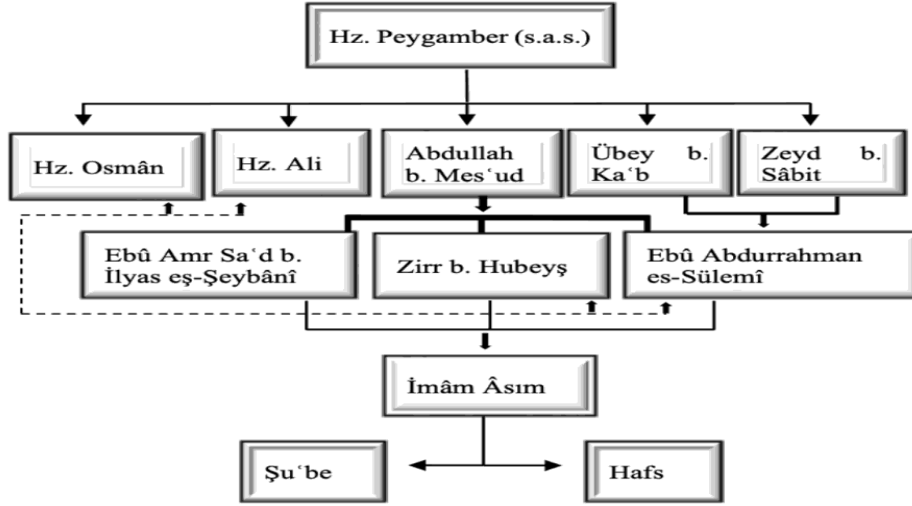 Hz. Peygamber (s.a.s.)
Hz. Osmân
Hz. Ali
Abdullah
b. Mesʿud
Übey b.
Kaʿb
Zeyd b.
Sâbit
Ebû Amr Saʿd b.
İlyas eş-Şeybânî
Zirr b. Hubeyş
Ebû Abdurrahman
es-Sülemî
İmâm Âsım
Şuʿbe
Hafs